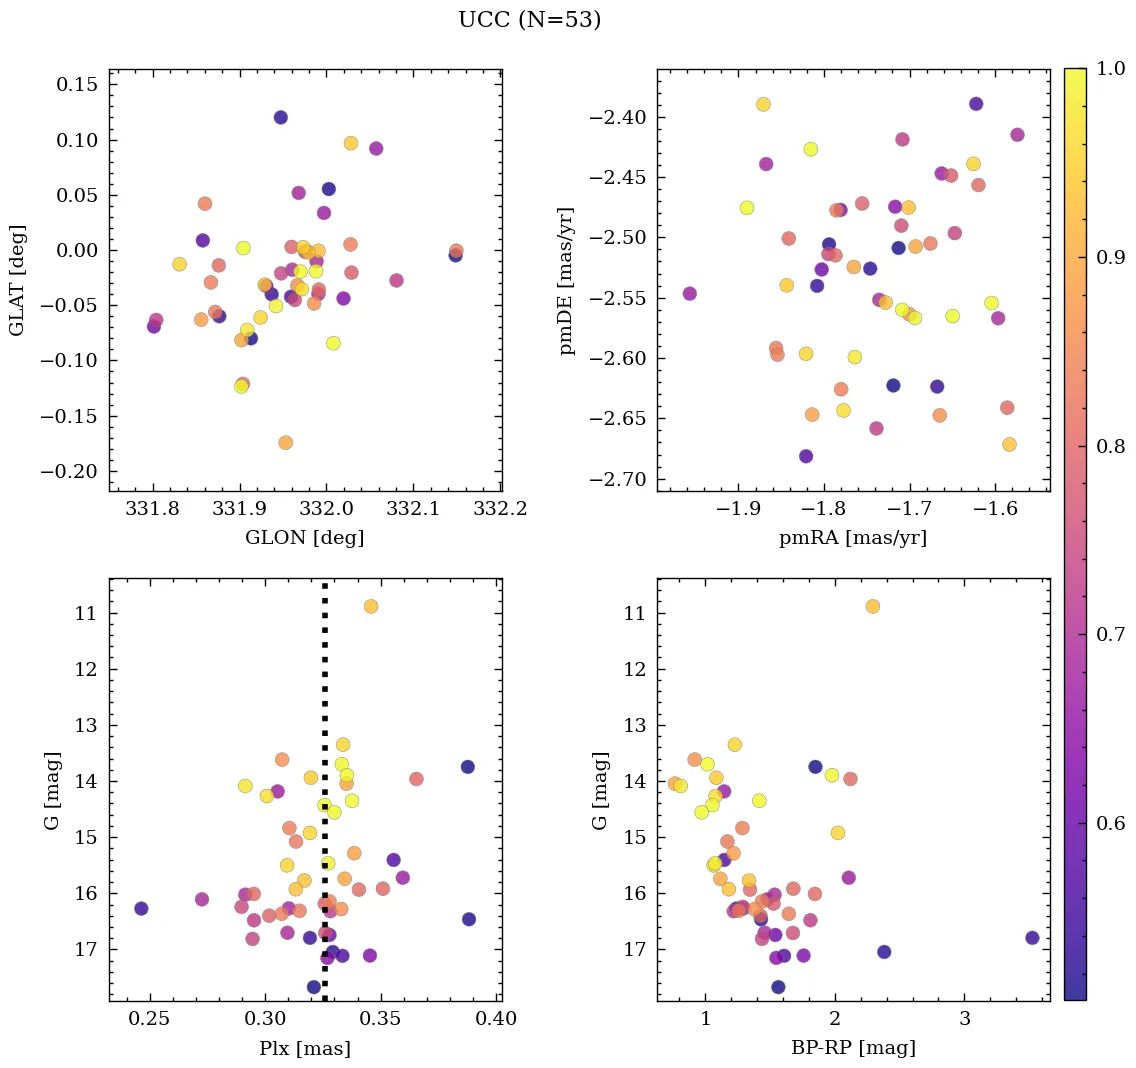 UCC (N=53)
0.15
0.10
0.05
0.00
−0.05
−0.10
−0.15
−0.20
GLAT [deg]
331.8 331.9 332.0 332.1 332.2
GLON [deg]
−2.40
−2.45
−2.50
−2.55
−2.60
−2.65
−2.70
pmDE [mas/yr]
−1.9 −1.8 −1.7 −1.6
pmRA [mas/yr]
1.0
0.9
0.8
0.7
0.6
11
12
13
14
15
16
17
G [mag]
0.25 0.30 0.35 0.40
Plx [mas]
11
12
13
14
15
16
17
G [mag]
1 2 3
BP-RP [mag]